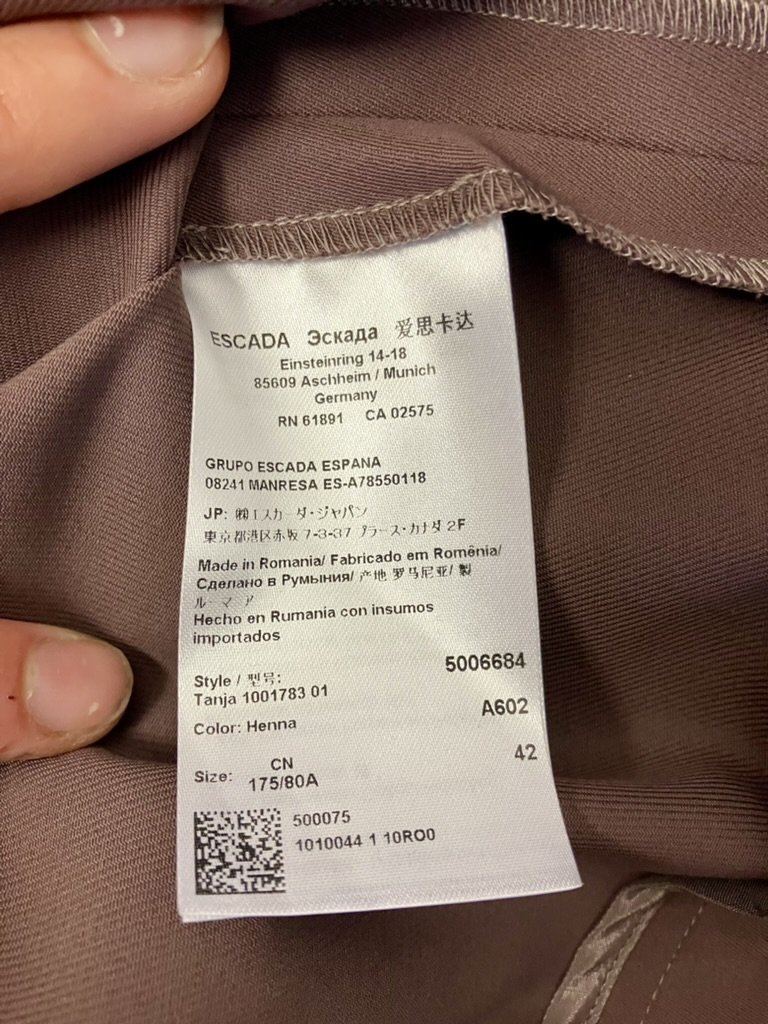 ESCADA Эскада 爱思卡达
Einsteinring 14-18
85609 Aschheim / Munich
Germany
RN 61891 CA 02575
GRUPO ESCADA ESPANA
08241 MANRESA ES-A78550118
JP: ㈱エスカーダ・ジャパン
東京都港区赤坂 7-3-37 プラース・カナダ 2F
Made in Romania/ Fabricado em Romênia/
Сделано в Румынии/ 产地 罗马尼亚/ 製
ル マ ア
Hecho en Rumania con insumos
importados
Style / 型号: 5006684
Tanja 1001783 01
Color: Henna A602
Size: CN 42
175/80A
500075
1010044 1 10RO0